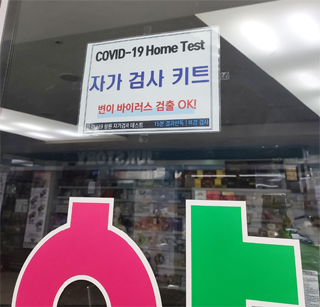 COVID-19 Home Test
자가 검사 키트
변이 바이러스 검출 OK!
약